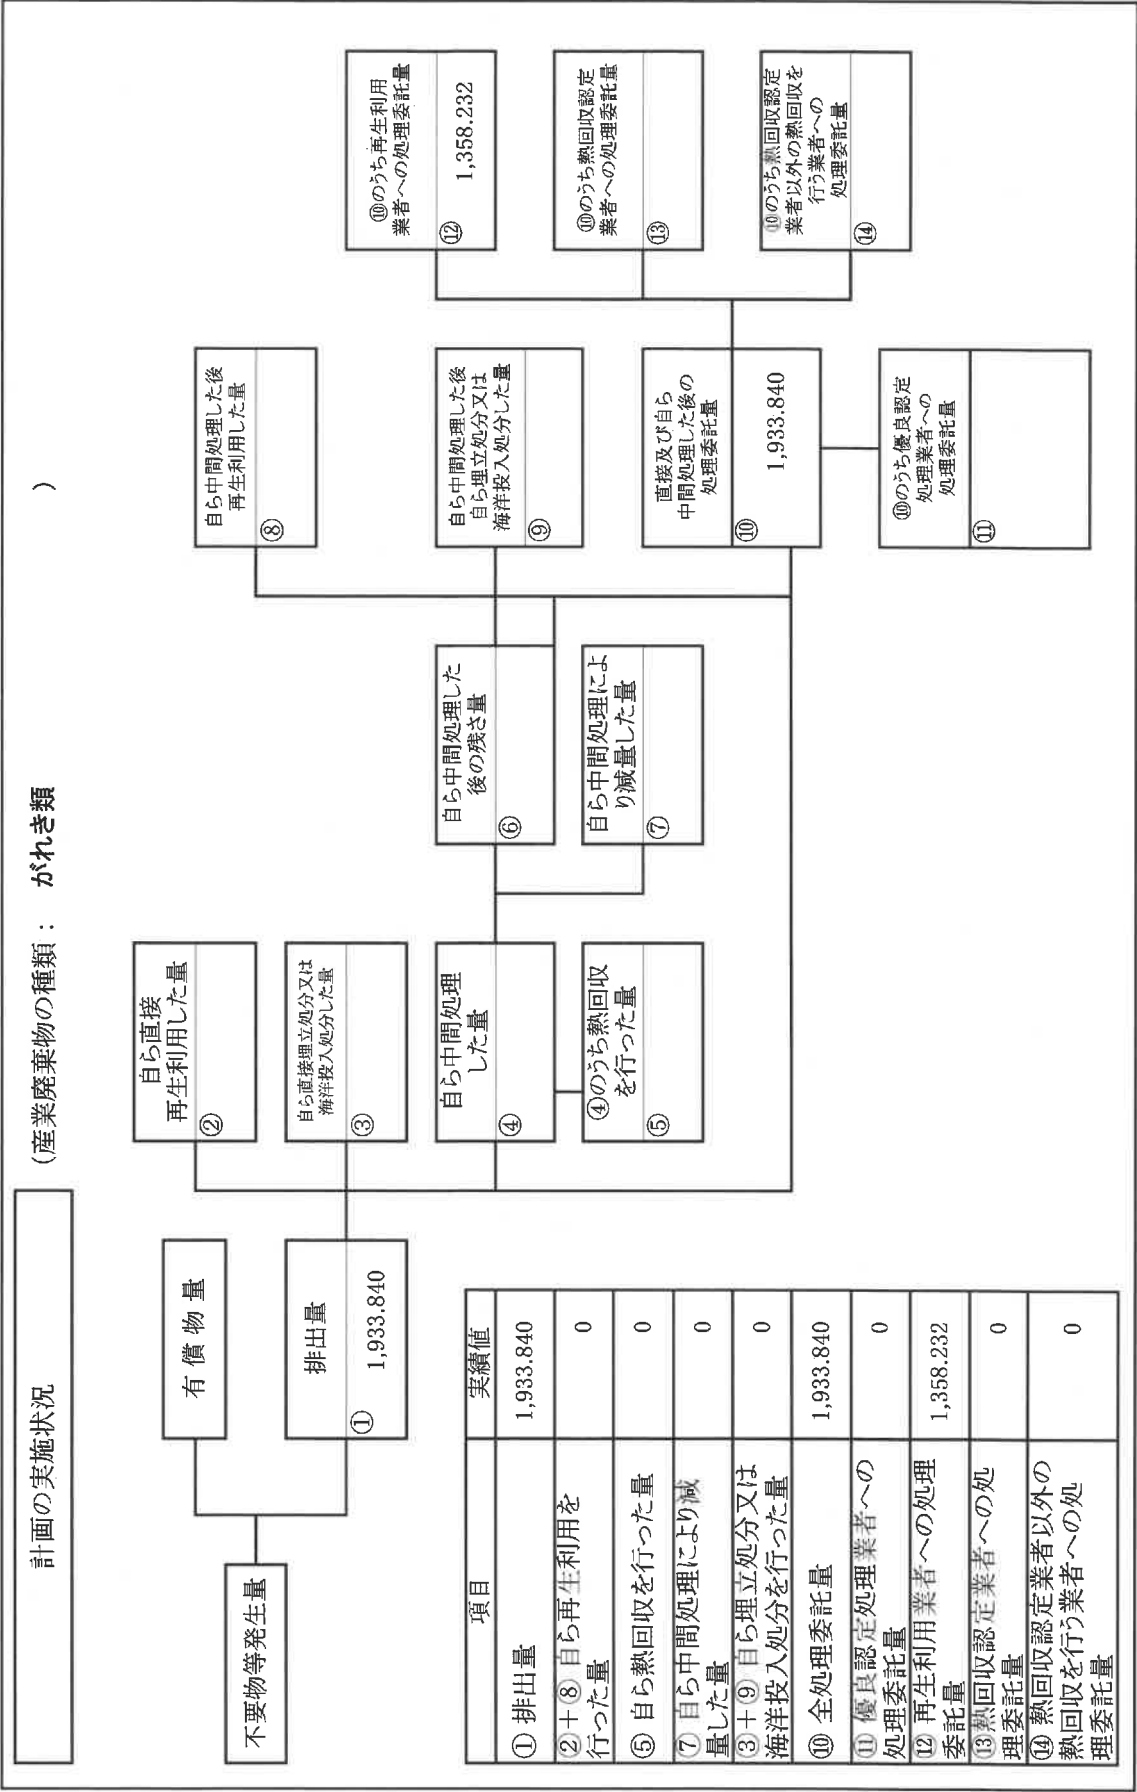 計画の実施状況
（産業廃棄物の種類： がれき類 ）
不要物等発生量
有償物量
排出量
① 1,933.840
自ら直接
再生利用した量
②
自ら直接埋立処分又は
海洋投入処分した量
③
自ら中間処理
した量
④
④のうち熱回収
を行った量
⑤
自ら中間処理した
後の残さ量
⑥
自ら中間処理によ
り減量した量
⑦
自ら中間処理した後
再生利用した量
⑧
自ら中間処理した後
自ら埋立処分又は
海洋投入処分した量
⑨
直接及び自ら
中間処理した後の
処理委託量
⑩ 1,933.840
⑩のうち優良認定
処理業者への
処理委託量
⑪
⑩のうち再生利用
業者への処理委託量
⑫ 1,358.232
⑩のうち熱回収認定
業者への処理委託量
⑬
⑩のうち熱回収認定
業者以外の熱回収を
行う業者への
処理委託量
⑭
項目 実績値
① 排出量 1,933.840
②＋⑧ 自ら再生利用を
行った量 0
⑤ 自ら熱回収を行った量 0
⑦ 自ら中間処理により減
量した量 0
③＋⑨ 自ら埋立処分又は
海洋投入処分を行った量 0
⑩ 全処理委託量 1,933.840
⑪ 優良認定処理業者への
処理委託量 0
⑫ 再生利用業者への処理
委託量 1,358.232
⑬熱回収認定業者への処
理委託量 0
⑭ 熱回収認定業者以外の
熱回収を行う業者への処
理委託量 0